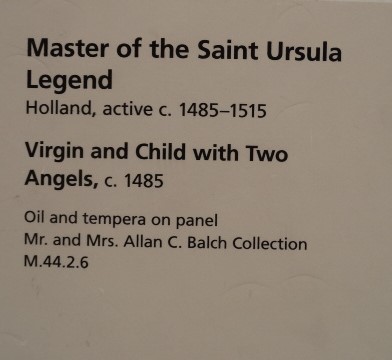 Master of the Saint Ursula
Legend
Holland, active c. 1485–1515
Virgin and Child with Two
Angels, c. 1485
Oil and tempera on panel
Mr. and Mrs. Allan C. Balch Collection
M.44.2.6